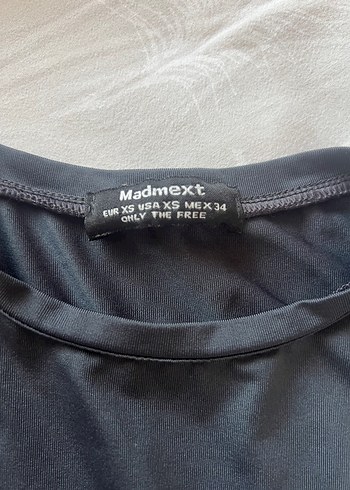 Madmext
EUR XS USA XS MEX 34
ONLY THE FREE